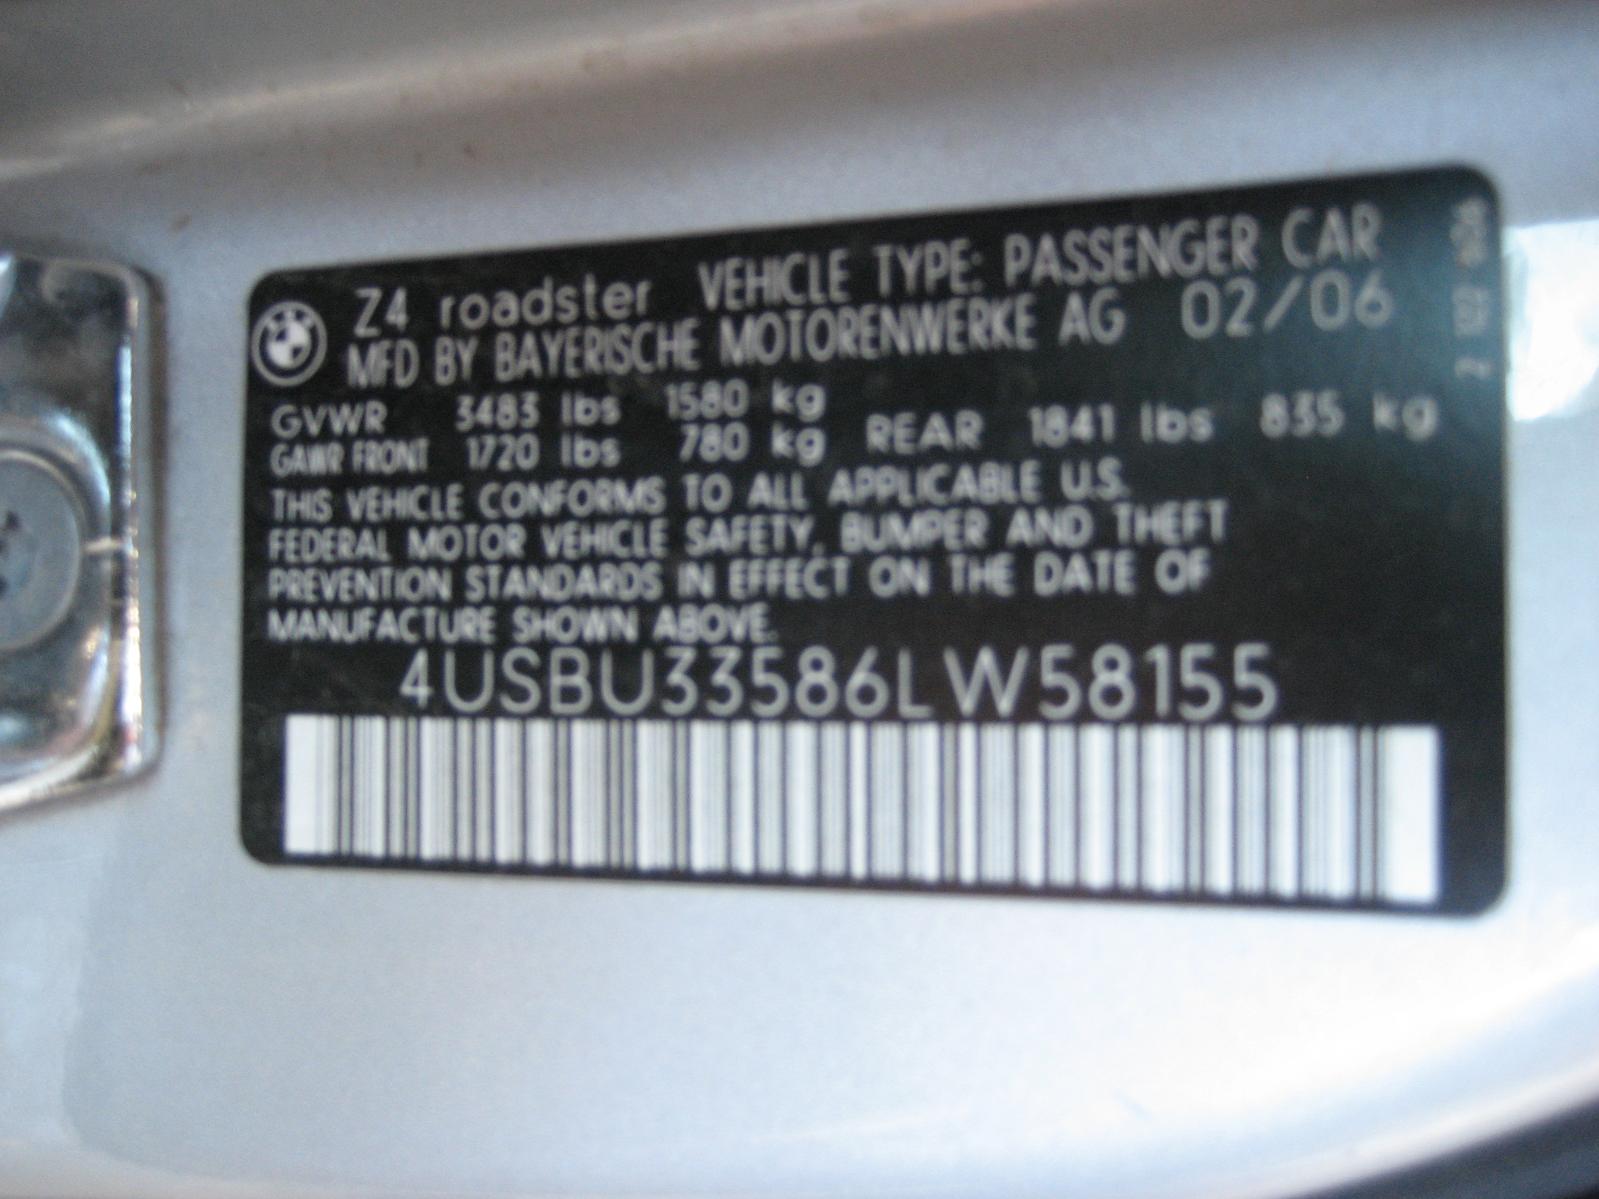 Z4 roadster VEHICLE TYPE: PASSENGER CAR
MFD BY BAYERISCHE MOTORENWERKE AG 02/06
GVWR 3483 lbs 1580 kg
GAWR FRONT 1720 lbs 780 kg REAR 1841 lbs 835 kg
THIS VEHICLE CONFORMS TO ALL APPLICABLE U.S.
FEDERAL MOTOR VEHICLE SAFETY, BUMPER AND THEFT
PREVENTION STANDARDS IN EFFECT ON THE DATE OF
MANUFACTURE SHOWN ABOVE.
4USBU33586LW58155